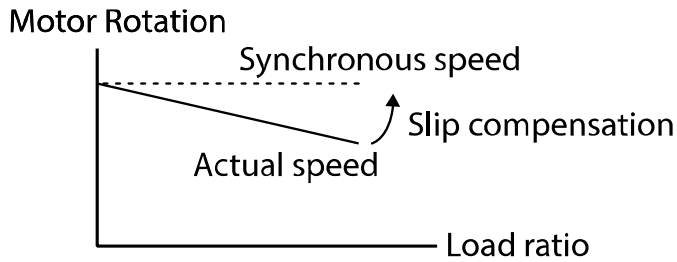 Motor Rotation
Synchronous speed
Slip compensation
Actual speed
Load ratio